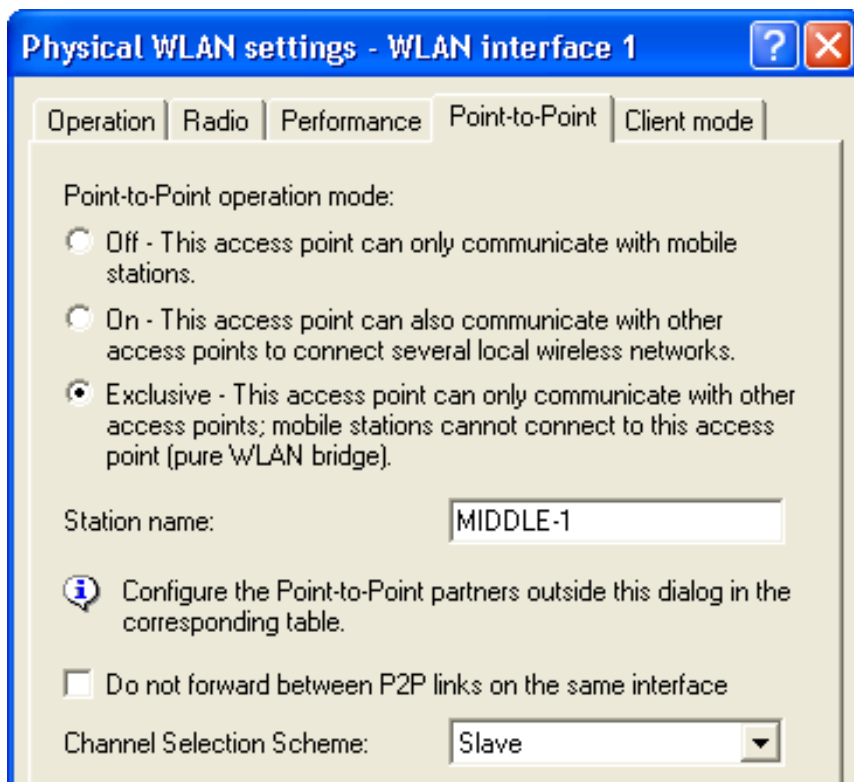 Physical WLAN settings - WLAN interface 1
Operation Radio Performance Point-to-Point Client mode
Point-to-Point operation mode:
Off - This access point can only communicate with mobile
stations.
On - This access point can also communicate with other
access points to connect several local wireless networks.
Exclusive - This access point can only communicate with other
access points; mobile stations cannot connect to this access
point (pure WLAN bridge).
Station name: MIDDLE-1
Configure the Point-to-Point partners outside this dialog in the
corresponding table.
Do not forward between P2P links on the same interface
Channel Selection Scheme: Slave